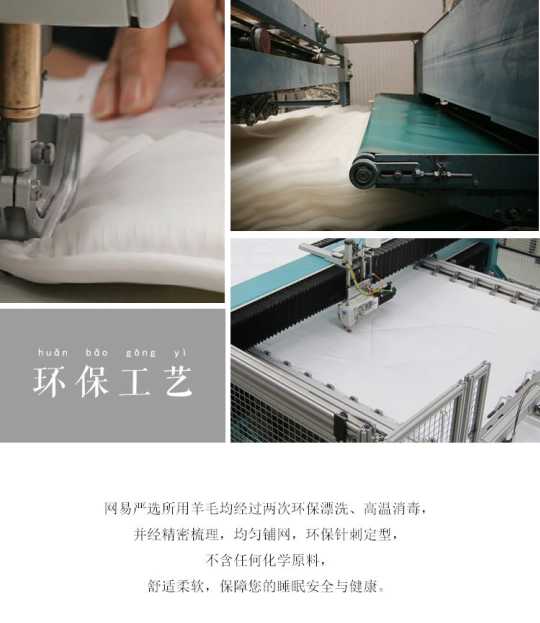 huán bǎo gōng yì
环保工艺
网易严选所用羊毛均经过两次环保漂洗、高温消毒，
并经精密梳理，均匀铺网，环保针刺定型，
不含任何化学原料，
舒适柔软，保障您的睡眠安全与健康。